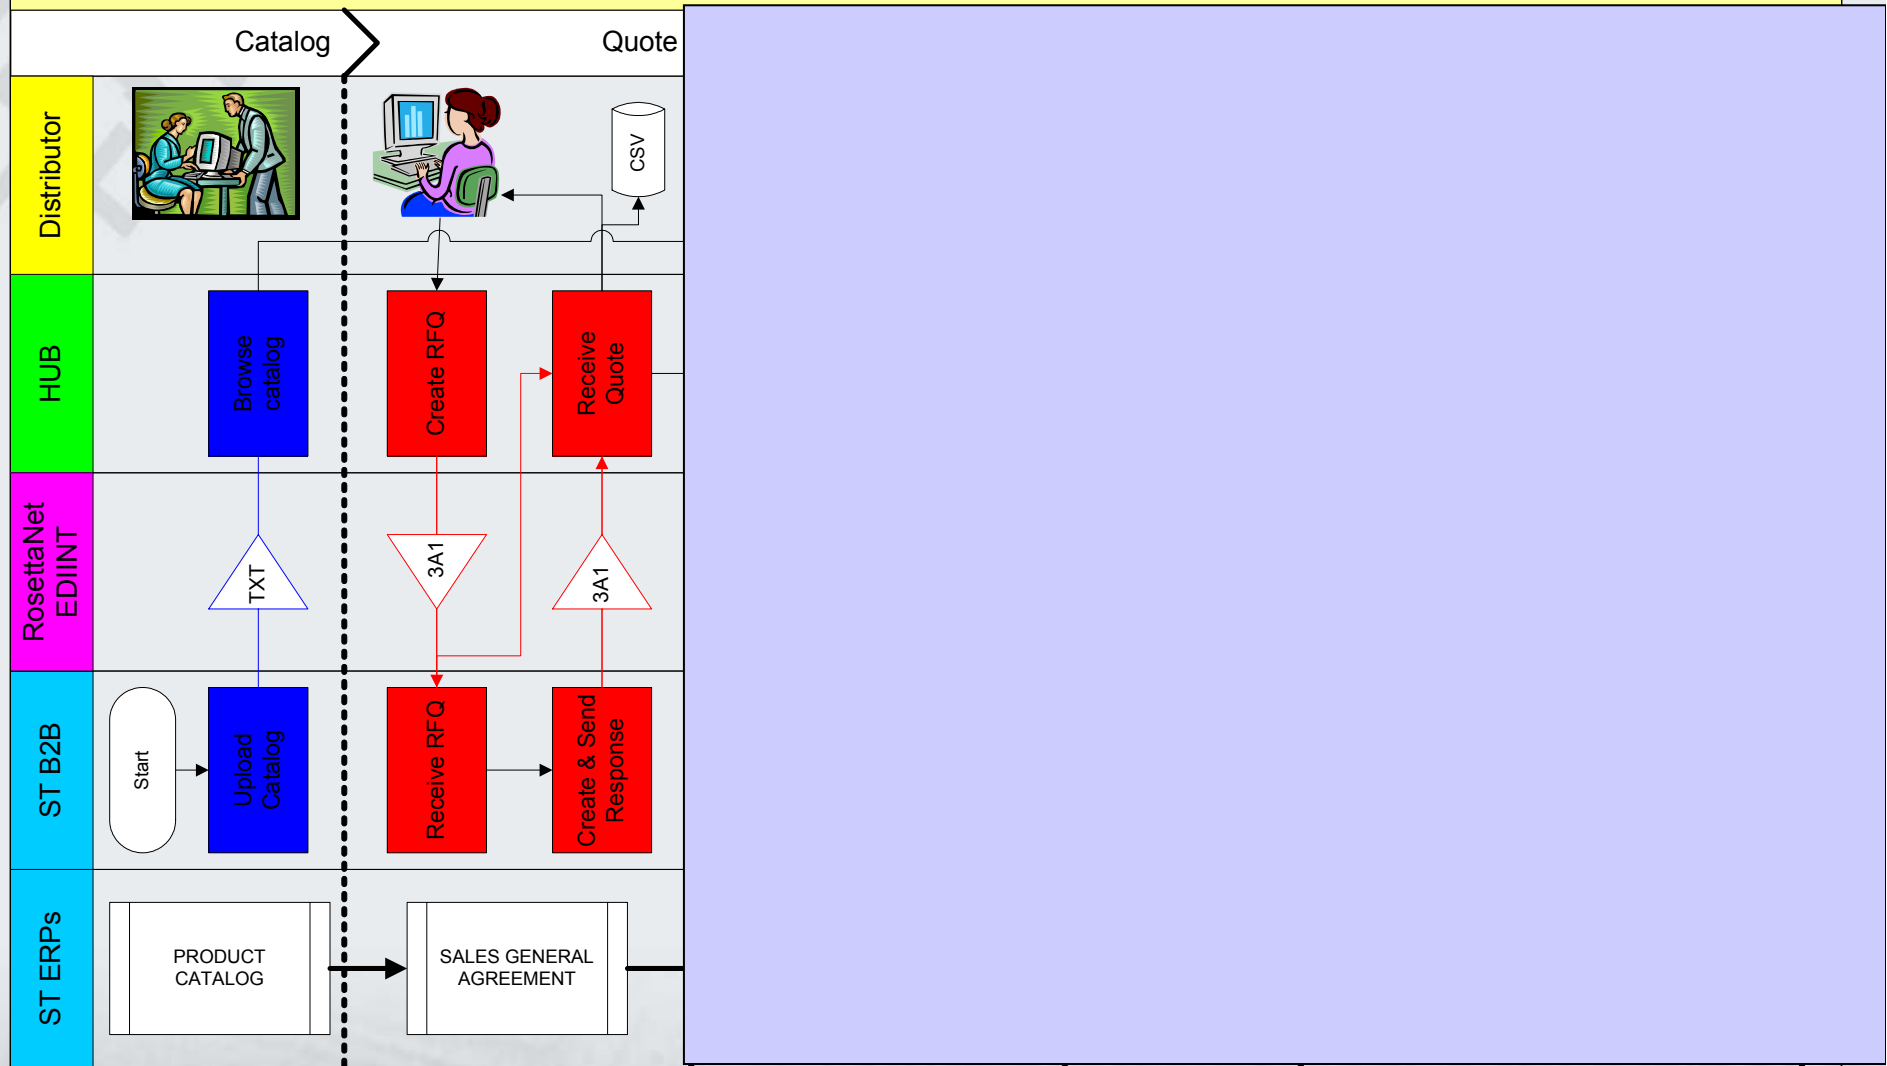 Catalog
Quote
Distributor
CSV
HUB
Browse
catalog
Create RFQ
Receive
Quote
RosettaNet
EDIINT
TXT
3A1
3A1
ST B2B
Start
Upload
Catalog
Receive RFQ
Create & Send
Response
ST ERPs
PRODUCT
CATALOG
SALES GENERAL
AGREEMENT